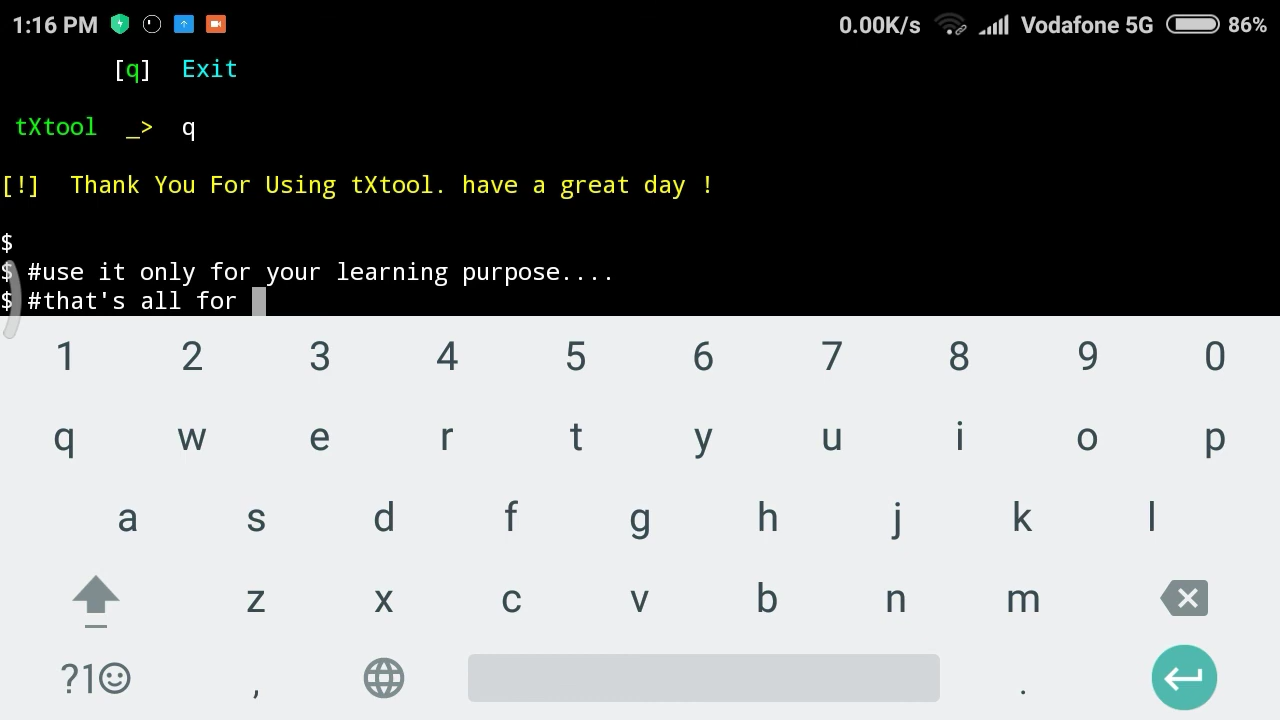 1:16 PM 0.00K/s Vodafone 5G 86%
[q] Exit
tXtool _> q
[!] Thank You For Using tXtool. have a great day !
$
$ #use it only for your learning purpose....
$ #that's all for
1 2 3 4 5 6 7 8 9 0
q w e r t y u i o p
a s d f g h j k l
z x c v b n m
?1☺ , .